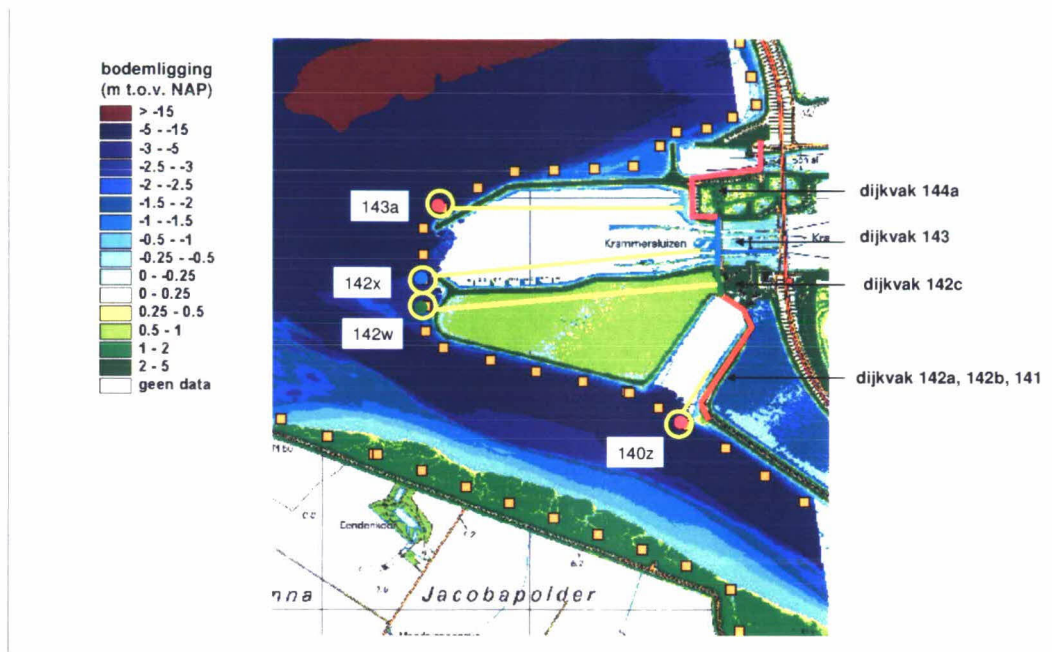 bodemligging
(m t.o.v. NAP)
> -15
-5 - -15
-3 - -5
-2.5 - -3
-2 - -2.5
-1.5 - -2
-1 - -1.5
-0.5 - -1
-0.25 - -0.5
0 - -0.25
0 - 0.25
0.25 - 0.5
0.5 - 1
1 - 2
2 - 5
geen data
143a
142x
142w
140z
Krammersluizen
Kra
dijkvak 144a
dijkvak 143
dijkvak 142c
dijkvak 142a, 142b, 141
Eendenkooi
nna
Jacobapolder